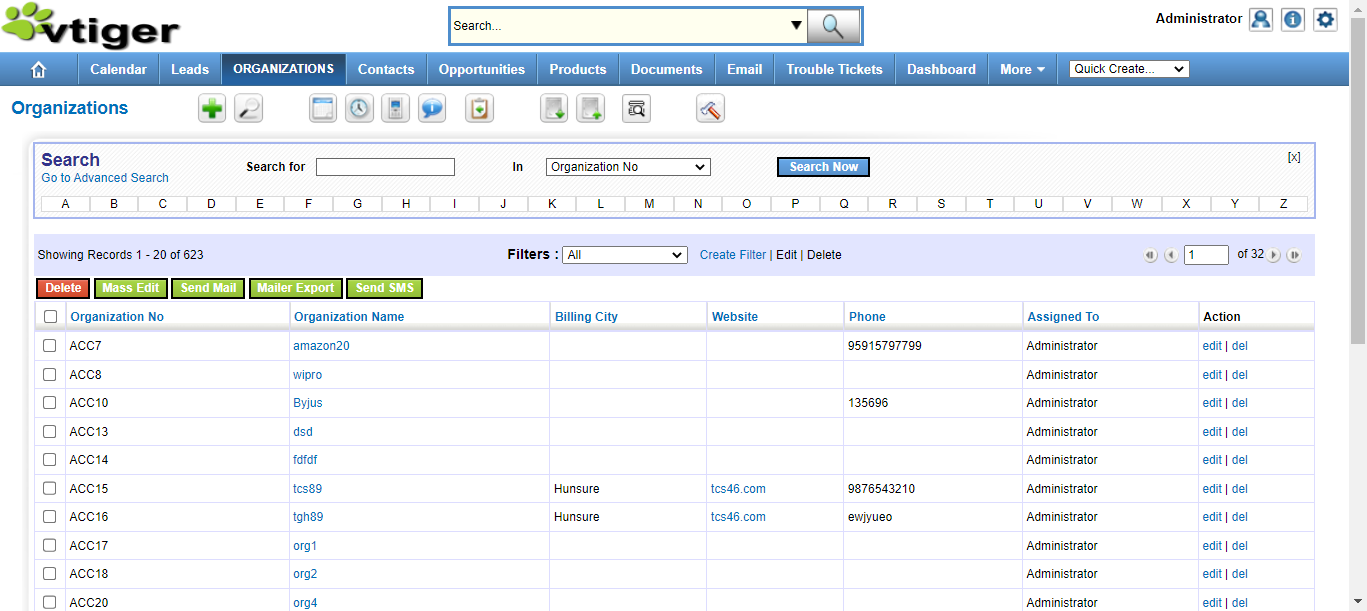 vtiger
Search...
Administrator
Calendar Leads ORGANIZATIONS Contacts Opportunities Products Documents Email Trouble Tickets Dashboard More Quick Create...
Organizations
Search
Go to Advanced Search
Search for In Organization No Search Now [x]
A B C D E F G H I J K L M N O P Q R S T U V W X Y Z
Showing Records 1 - 20 of 623 Filters : All Create Filter | Edit | Delete 1 of 32
Delete Mass Edit Send Mail Mailer Export Send SMS
Organization No Organization Name Billing City Website Phone Assigned To Action
ACC7 amazon20 95915797799 Administrator edit | del
ACC8 wipro Administrator edit | del
ACC10 Byjus 135696 Administrator edit | del
ACC13 dsd Administrator edit | del
ACC14 fdfdf Administrator edit | del
ACC15 tcs89 Hunsure tcs46.com 9876543210 Administrator edit | del
ACC16 tgh89 Hunsure tcs46.com ewjyueo Administrator edit | del
ACC17 org1 Administrator edit | del
ACC18 org2 Administrator edit | del
ACC20 org4 Administrator edit | del